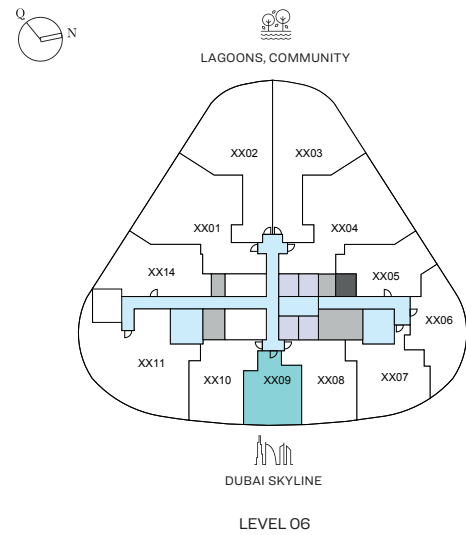 Q
N
LAGOONS, COMMUNITY
XX02
XX03
XX01
XX04
XX14
XX05
XX06
XX11
XX10
XX09
XX08
XX07
DUBAI SKYLINE
LEVEL 06